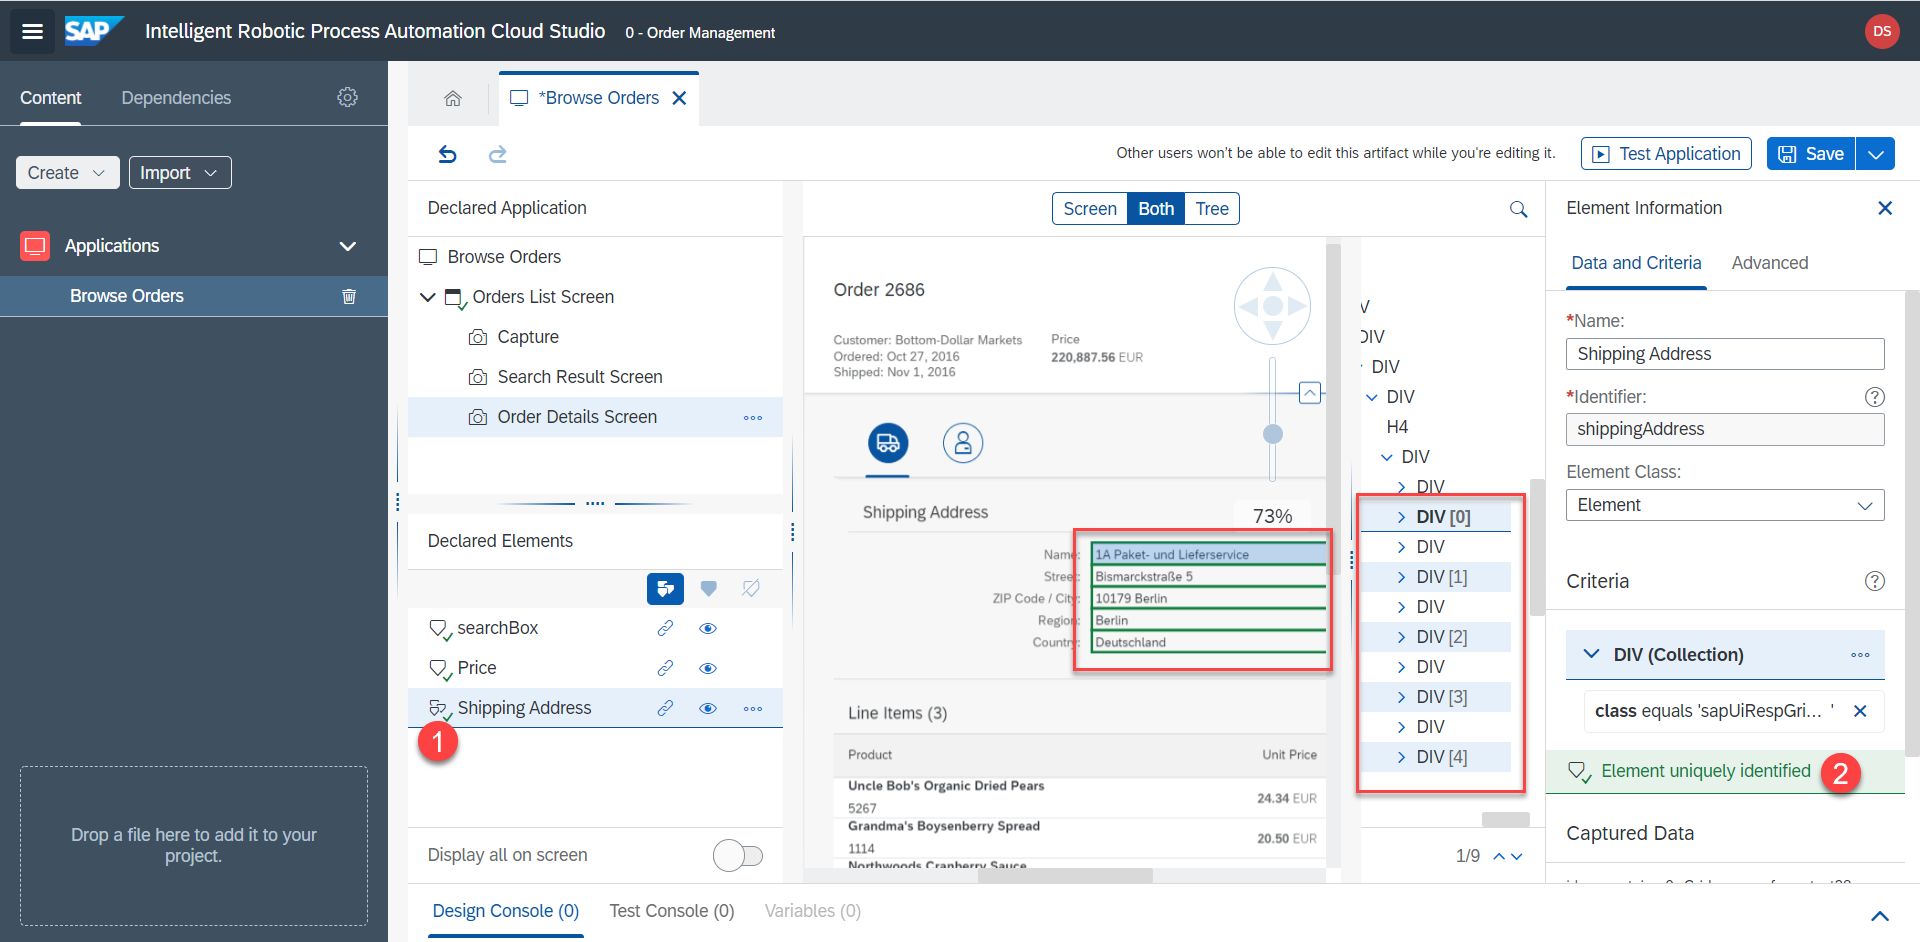 SAP Intelligent Robotic Process Automation Cloud Studio 0 - Order Management DS
Content Dependencies
Create Import
Applications
Browse Orders
Drop a file here to add it to your
project.
*Browse Orders
Other users won't be able to edit this artifact while you're editing it. Test Application Save
Declared Application
Browse Orders
Orders List Screen
Capture
Search Result Screen
Order Details Screen
Declared Elements
searchBox
Price
Shipping Address
1
Display all on screen
Screen Both Tree
Order 2686
Customer: Bottom-Dollar Markets
Ordered: Oct 27, 2016
Shipped: Nov 1, 2016
Price
220,887.56 EUR
Shipping Address
73%
Name: 1A Paket- und Lieferservice
Street: Bismarckstraße 5
ZIP Code / City: 10179 Berlin
Region: Berlin
Country: Deutschland
Line Items (3)
Product Unit Price
Uncle Bob's Organic Dried Pears
5267
24.34 EUR
Grandma's Boysenberry Spread
1114
20.50 EUR
Northwoods Cranberry Sauce
DIV
DIV
DIV
H4
DIV
DIV
DIV [0]
DIV
DIV [1]
DIV
DIV [2]
DIV
DIV [3]
DIV
DIV [4]
1/9
Element Information
Data and Criteria Advanced
*Name:
Shipping Address
*Identifier:
shippingAddress
Element Class:
Element
Criteria
DIV (Collection)
class equals 'sapUiRespGri... '
Element uniquely identified 2
Captured Data
Design Console (0) Test Console (0) Variables (0)